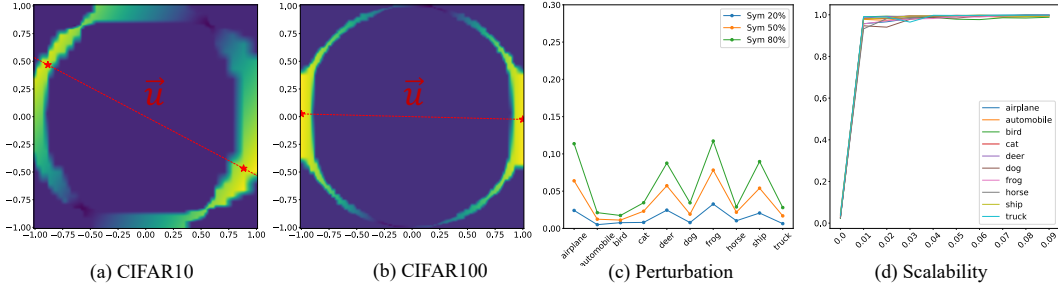 1.00
0.75
0.50
0.25
0.00
−0.25
−0.50
−0.75
−1.00
−1.00 −0.75 −0.50 −0.25 0.00 0.25 0.50 0.75 1.00
u
(a) CIFAR10
1.00
0.75
0.50
0.25
0.00
−0.25
−0.50
−0.75
−1.00
−1.00 −0.75 −0.50 −0.25 0.00 0.25 0.50 0.75 1.00
u
(b) CIFAR100
0.30
0.25
0.20
0.15
0.10
0.05
0.00
Sym 20%
Sym 50%
Sym 80%
airplane automobile bird cat deer dog frog horse ship truck
(c) Perturbation
1.0
0.8
0.6
0.4
0.2
0.0
airplane
automobile
bird
cat
deer
dog
frog
horse
ship
truck
0.0 0.01 0.02 0.03 0.04 0.05 0.06 0.07 0.08 0.09
(d) Scalability